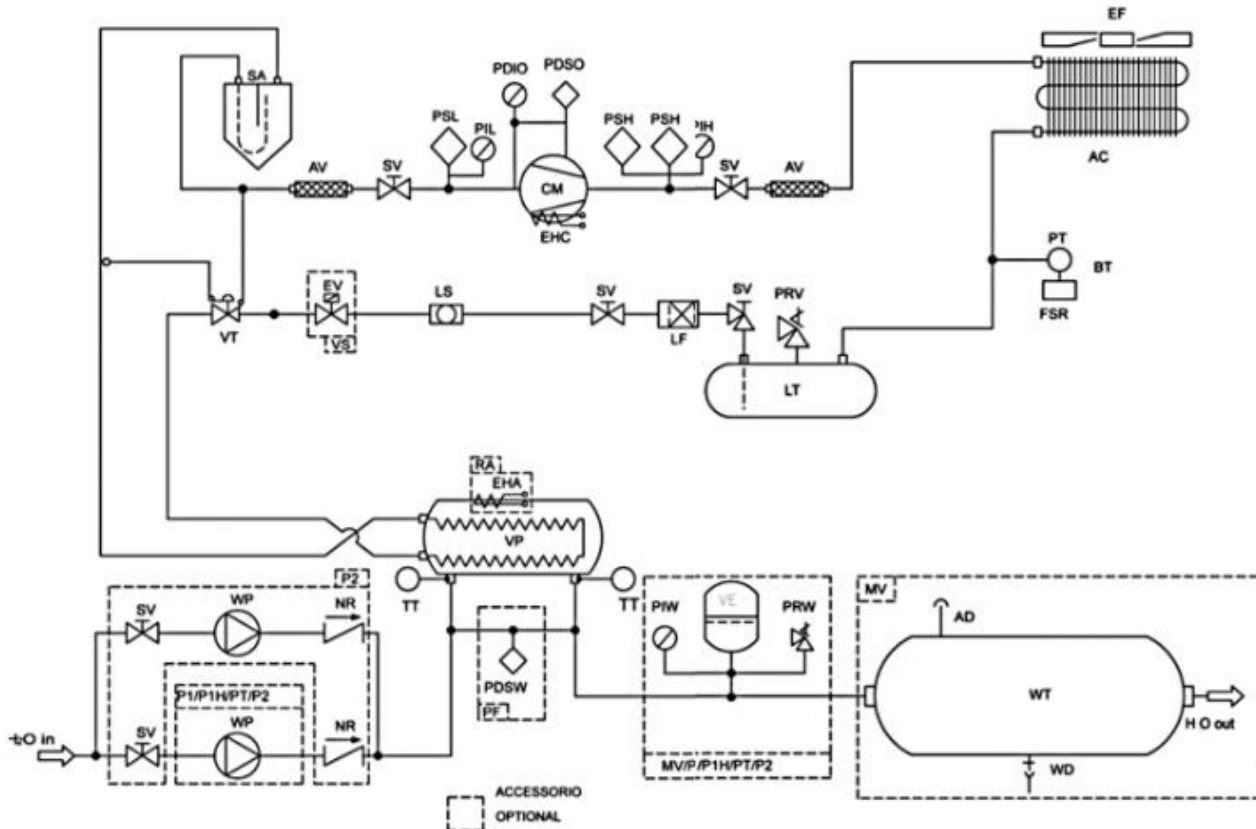 EF
PDIO PDSO
SA
PSL PSH PSH PIH
PIL
AV SV SV AV
CM
AC
EHC
PT
BT
EV LS SV SV PRV
FSR
VT VS LF
LT
RA
EHA
VP
P2 MV
TT TT
SV WP NR PIW VE PRW AD
PDSW
P1/P1H/PT/P2 WT
PF
SV WP NR
H O out
in
MV/P/P1H/PT/P2 WD
ACCESSORIO
OPTIONAL